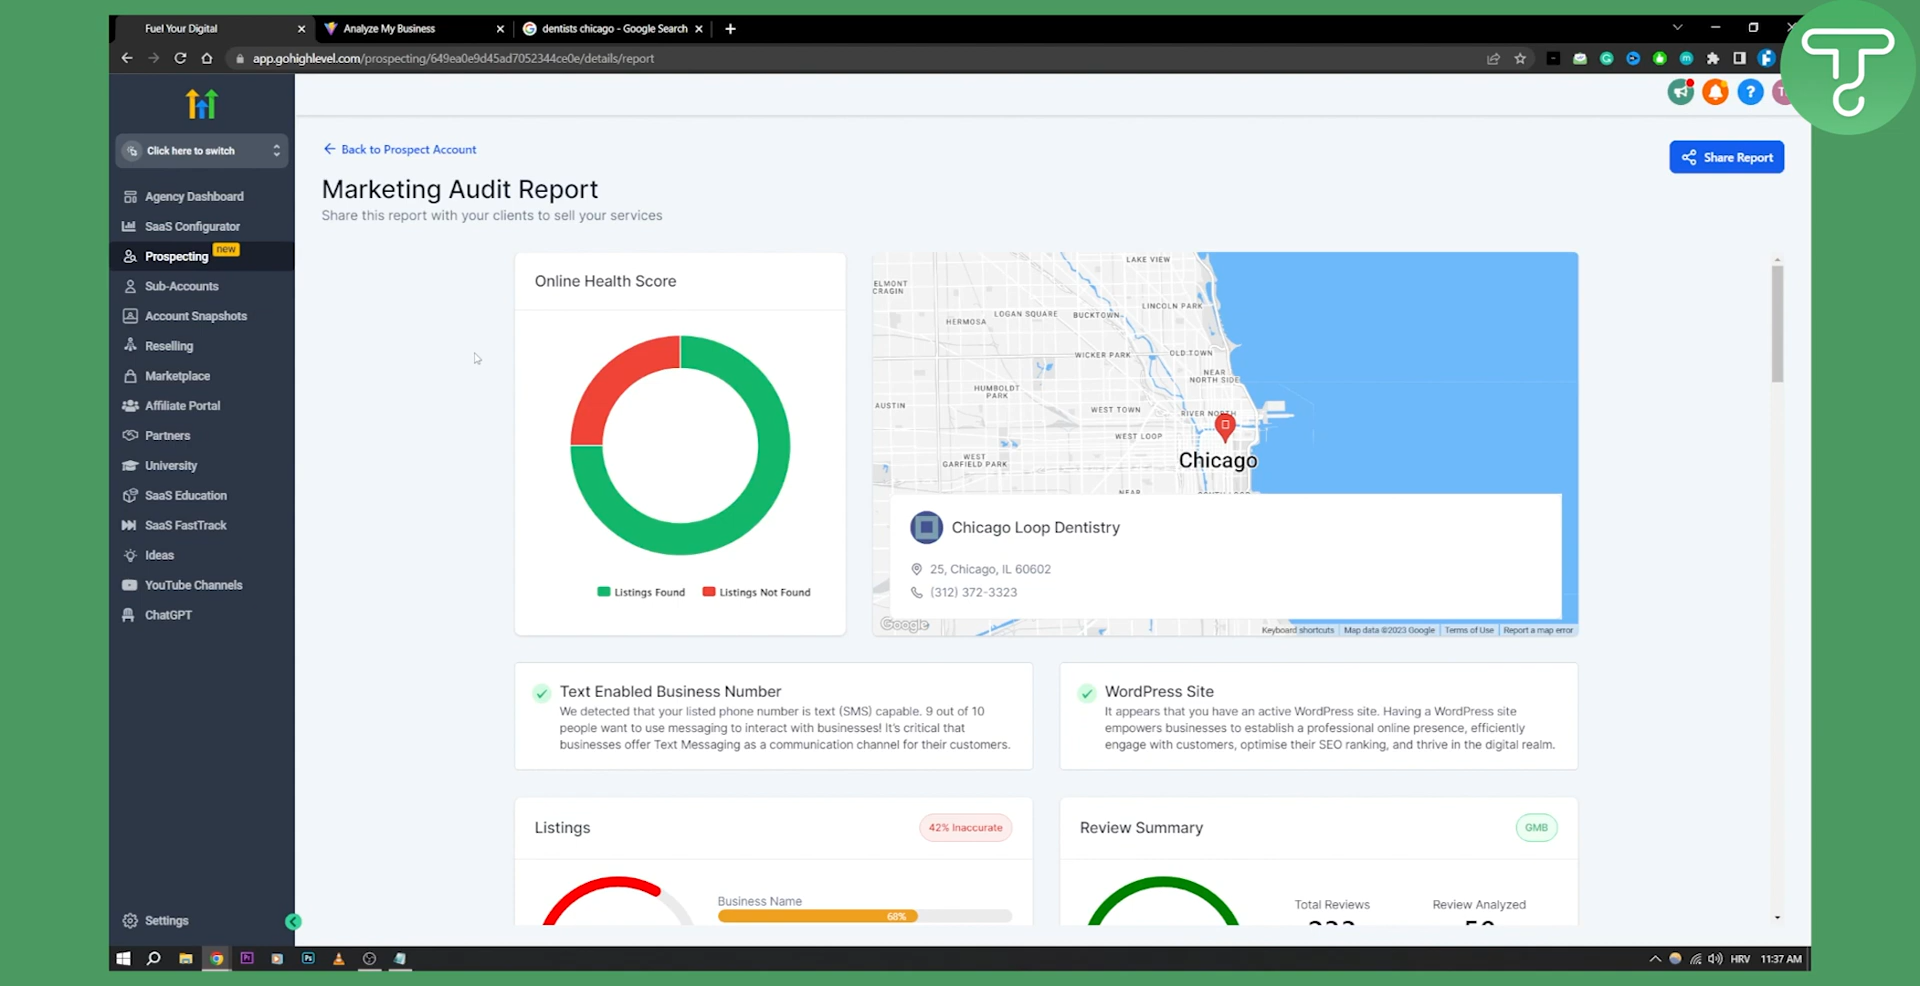 Fuel Your Digital
Analyze My Business
dentists chicago - Google Search
app.gohighlevel.com/prospecting/649ea0e9d45ad7052344ce0e/details/report
Click here to switch
Agency Dashboard
SaaS Configurator
Prospecting new
Sub-Accounts
Account Snapshots
Reselling
Marketplace
Affiliate Portal
Partners
University
SaaS Education
SaaS FastTrack
Ideas
YouTube Channels
ChatGPT
Settings
Back to Prospect Account
Share Report
Marketing Audit Report
Share this report with your clients to sell your services
Online Health Score
Listings Found
Listings Not Found
LAKE VIEW
ELMONT
CRAGIN
LINCOLN PARK
LOGAN SQUARE
BUCKTOWN
HERMOSA
WICKER PARK
OLD TOWN
NEAR
NORTH SIDE
HUMBOLDT
PARK
AUSTIN
WEST TOWN
RIVER NORTH
WEST LOOP
WEST
GARFIELD PARK
Chicago
NEAR
Chicago Loop Dentistry
25, Chicago, IL 60602
(312) 372-3323
Google
Keyboard shortcuts
Map data ©2023 Google
Terms of Use
Report a map error
Text Enabled Business Number
We detected that your listed phone number is text (SMS) capable. 9 out of 10
people want to use messaging to interact with businesses! It's critical that
businesses offer Text Messaging as a communication channel for their customers.
WordPress Site
It appears that you have an active WordPress site. Having a WordPress site
empowers businesses to establish a professional online presence, efficiently
engage with customers, optimise their SEO ranking, and thrive in the digital realm.
Listings
42% Inaccurate
Business Name
68%
Review Summary
GMB
Total Reviews
Review Analyzed
HRV
11:37 AM